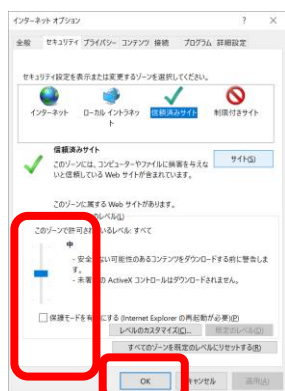 インターネット オプション ? ×
全般 セキュリティ プライバシー コンテンツ 接続 プログラム 詳細設定
セキュリティ設定を表示または変更するゾーンを選択してください。
インターネット ローカル イントラネット 信頼済みサイト 制限付きサイト
信頼済みサイト
このゾーンには、コンピューターやファイルに損害を与えな
いと信頼している Web サイトが含まれています。
サイト(S)
このゾーンに属する Web サイトがあります。
のレベル(L)
このゾーンで許可されているレベル: すべて
中
- 安全でない可能性のあるコンテンツをダウンロードする前に警告しま
す。
- 未署名の ActiveX コントロールはダウンロードされません。
保護モードを有効にする (Internet Explorer の再起動が必要)(P)
レベルのカスタマイズ(C)... 既定のレベル(D)
すべてのゾーンを既定のレベルにリセットする(R)
OK キャンセル 適用(A)